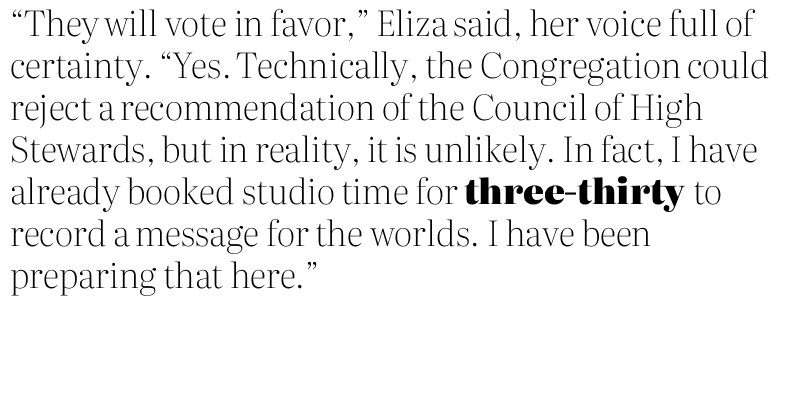 “They will vote in favor,” Eliza said, her voice full of
certainty. “Yes. Technically, the Congregation could
reject a recommendation of the Council of High
Stewards, but in reality, it is unlikely. In fact, I have
already booked studio time for three-thirty to
record a message for the worlds. I have been
preparing that here.”